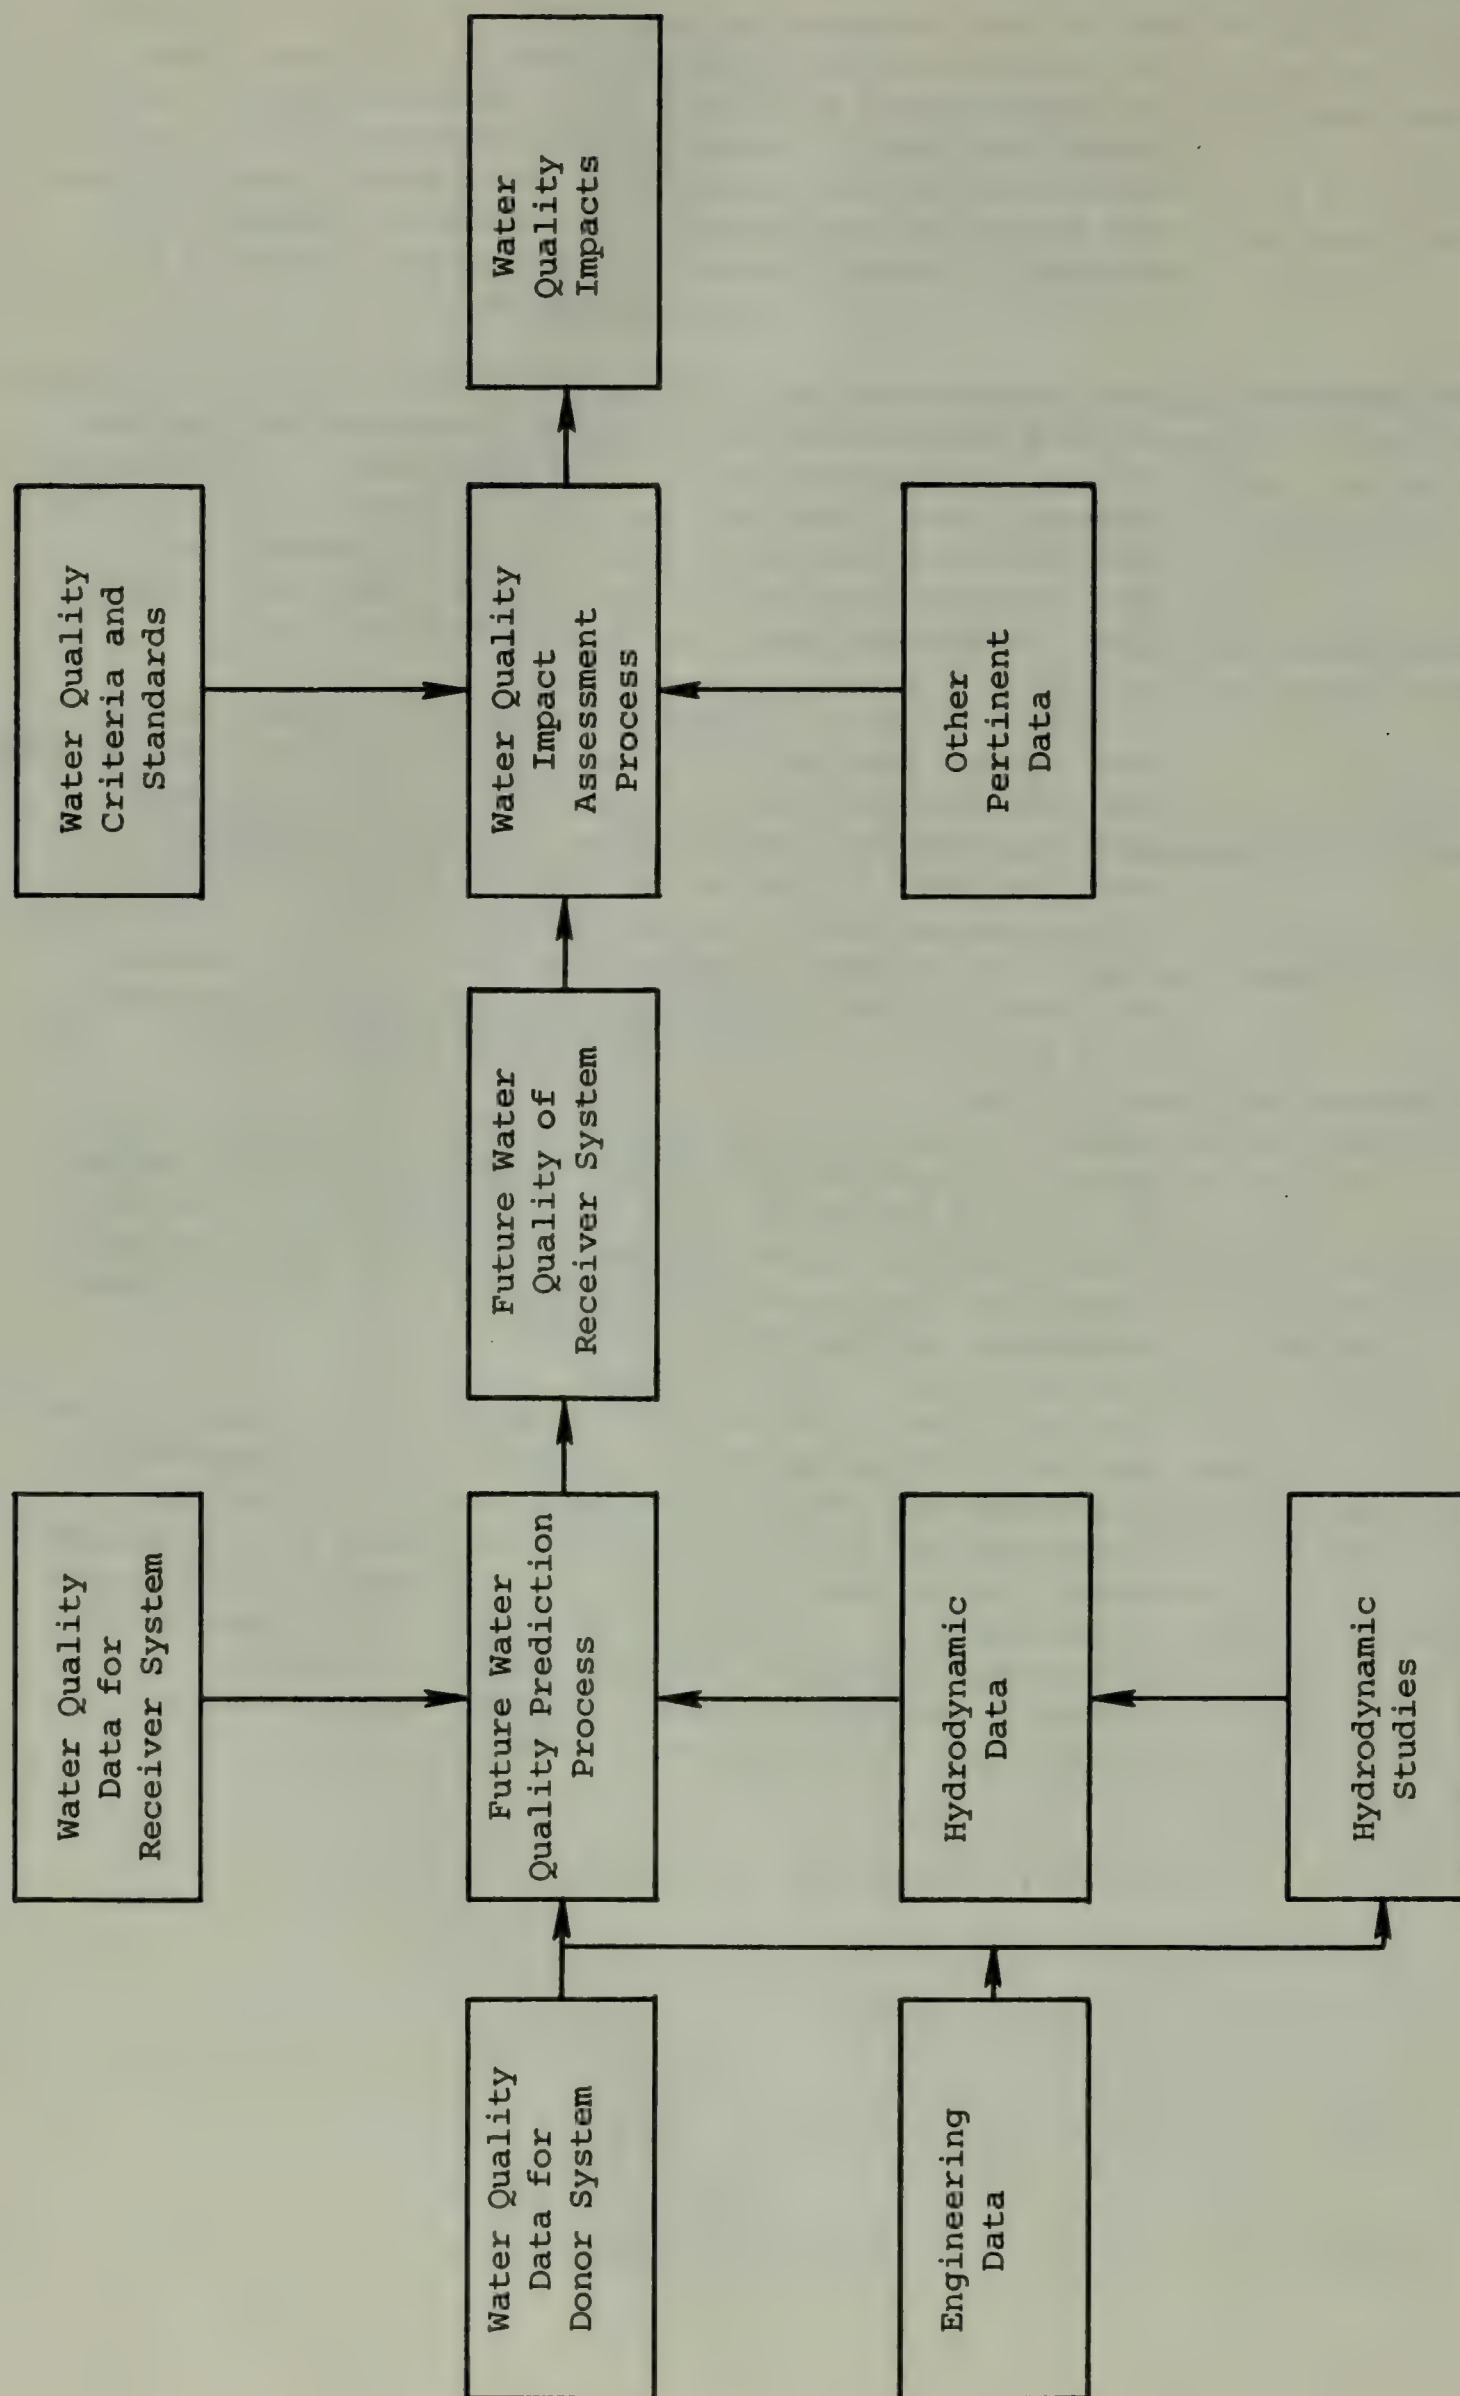 Water Quality
Data for
Receiver System
Water Quality
Criteria and
Standards
Water Quality
Data for
Donor System
Future Water
Quality Prediction
Process
Future Water
Quality of
Receiver System
Water Quality
Impact
Assessment
Process
Water
Quality
Impacts
Engineering
Data
Hydrodynamic
Data
Other
Pertinent
Data
Hydrodynamic
Studies